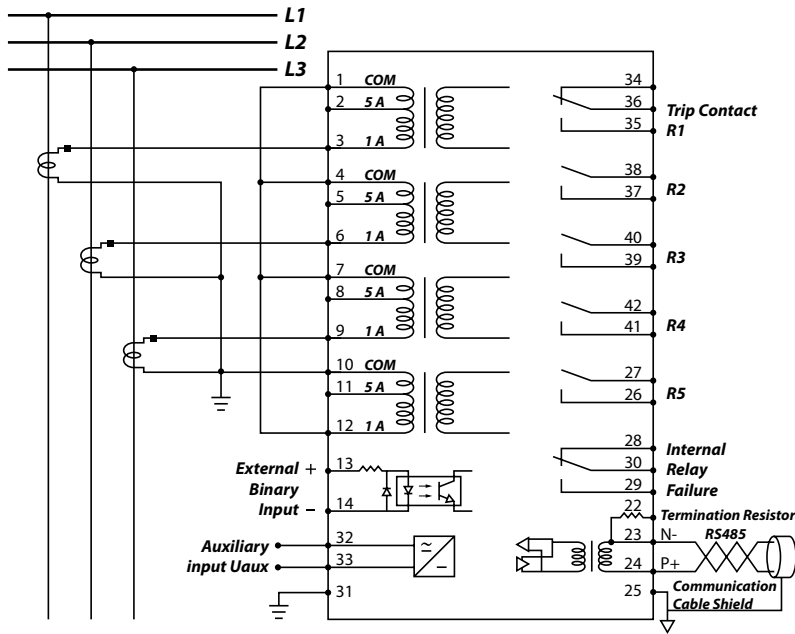 L1
L2
L3
1 COM
2 5 A
3 1 A
4 COM
5 5 A
6 1 A
7 COM
8 5 A
9 1 A
10 COM
11 5 A
12 1 A
External + 13
Binary
Input – 14
Auxiliary 32
input Uaux 33
31
34
36 Trip Contact
35 R1
38
37 R2
40
39 R3
42
41 R4
27
26 R5
28 Internal
30 Relay
29 Failure
22 Termination Resistor
23 N- RS485
24 P+
25 Communication
Cable Shield